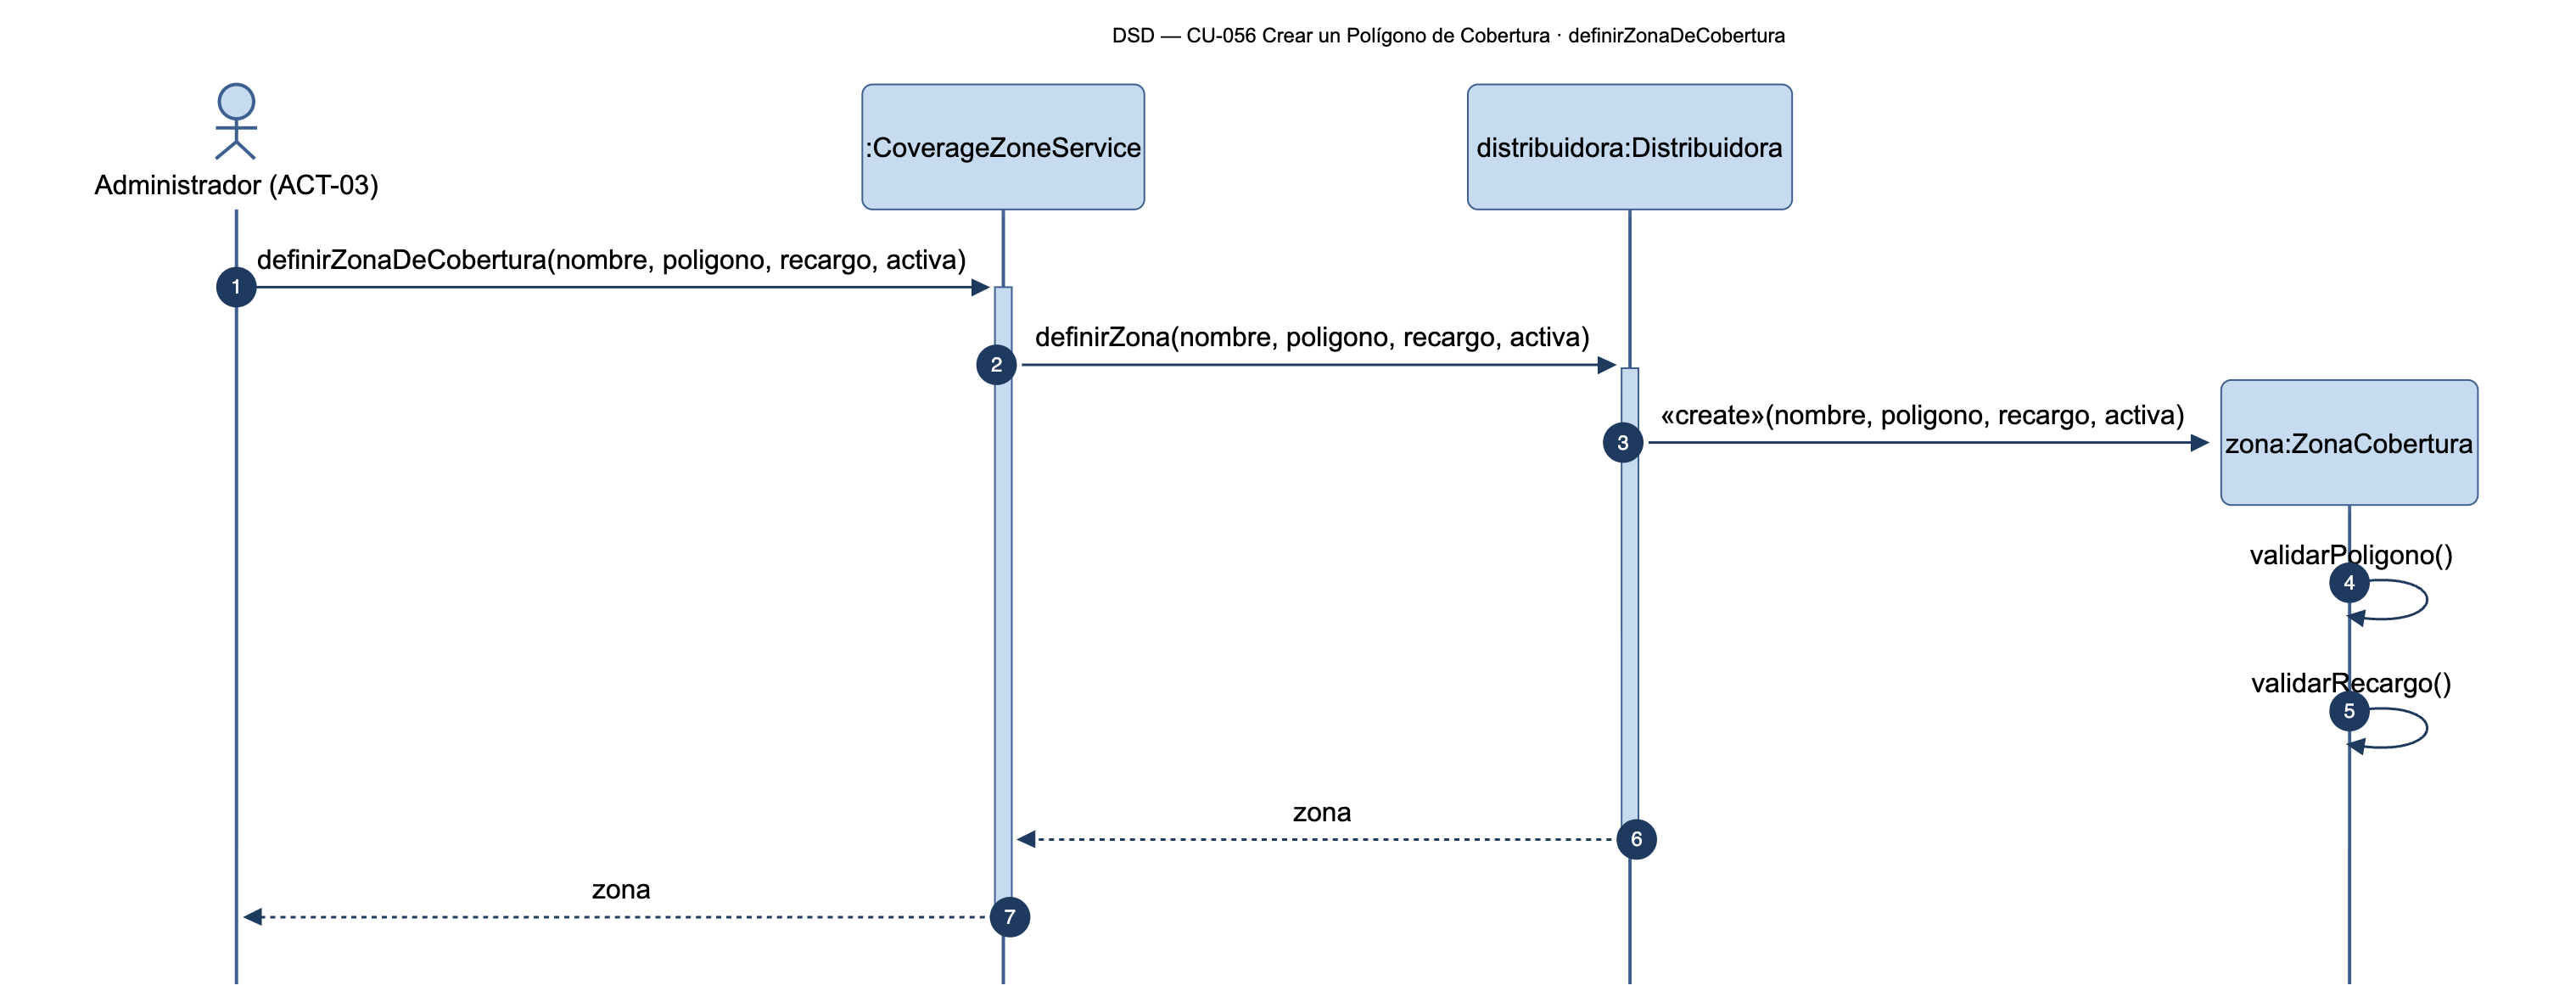 DSD — CU-056 Crear un Polígono de Cobertura · definirZonaDeCobertura
:CoverageZoneService
distribuidora:Distribuidora
Administrador (ACT-03)
definirZonaDeCobertura(nombre, poligono, recargo, activa)
1
definirZona(nombre, poligono, recargo, activa)
2
«create»(nombre, poligono, recargo, activa)
3
zona:ZonaCobertura
validarPoligono()
4
validarRecargo()
5
zona
6
zona
7